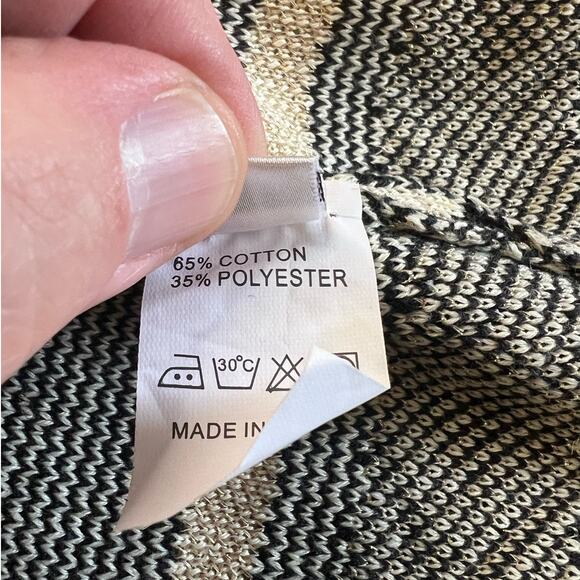 65% COTTON
35% POLYESTER
30°C
MADE IN